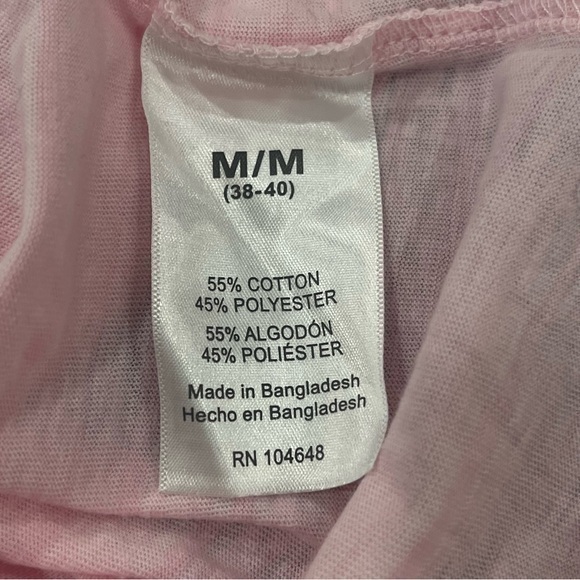 M/M
(38-40)
55% COTTON
45% POLYESTER
55% ALGODÓN
45% POLIÉSTER
Made in Bangladesh
Hecho en Bangladesh
RN 104648